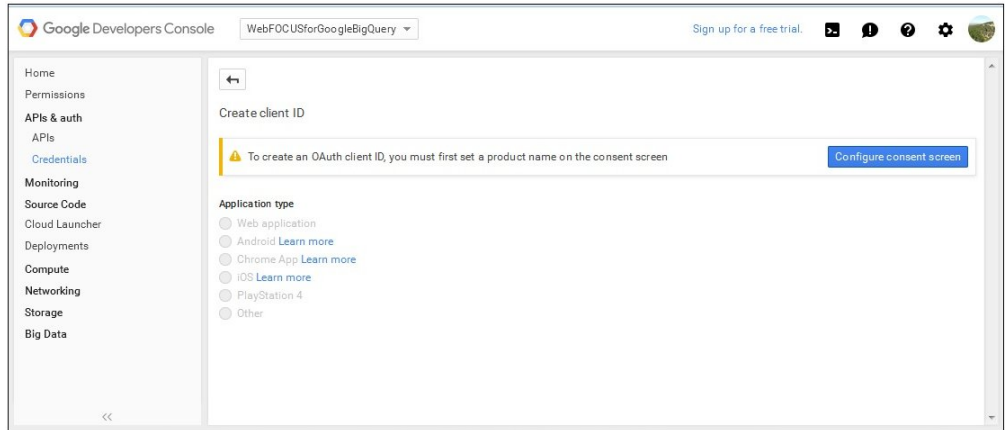 Google Developers Console
WebFOCUSforGoogleBigQuery
Sign up for a free trial.
Home
Permissions
APIs & auth
APIs
Credentials
Monitoring
Source Code
Cloud Launcher
Deployments
Compute
Networking
Storage
Big Data
<<
Create client ID
To create an OAuth client ID, you must first set a product name on the consent screen
Configure consent screen
Application type
Web application
Android Learn more
Chrome App Learn more
iOS Learn more
PlayStation 4
Other